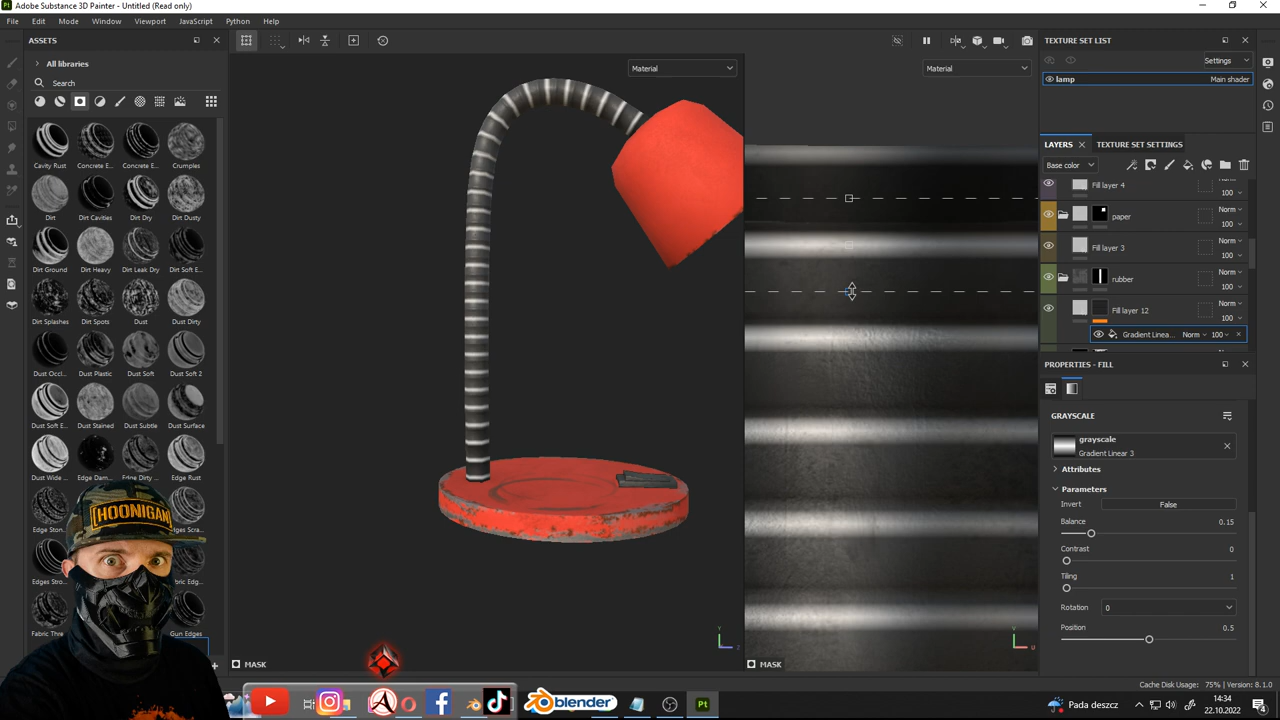 Adobe Substance 3D Painter - Untitled (Read only)
File Edit Mode Window Viewport JavaScript Python Help
ASSETS
All libraries
Search
Cavity Rust Concrete E... Concrete E... Crumples
Dirt Dirt Cavities Dirt Dry Dirt Dusty
Dirt Ground Dirt Heavy Dirt Leak Dry Dirt Soft E...
Dirt Splashes Dirt Spots Dust Dust Dirty
Dust Occl... Dust Plastic Dust Soft Dust Soft 2
Dust Soft E... Dust Stained Dust Subtle Dust Surface
Dust Wide ... Edge Dam... Edge Dirty ... Edge Rust
Edge Ston... Edges Scra...
Edges Stro... Fabric Edg...
Fabric Thre... Gun Edges
HOONIGAN
Material
Material
MASK
MASK
TEXTURE SET LIST
Settings
lamp Main shader
LAYERS TEXTURE SET SETTINGS
Base color
Fill layer 4 Norm 100
paper Norm 100
Fill layer 3 Norm 100
rubber Norm 100
Fill layer 12 Norm 100
Gradient Linea... Norm 100
PROPERTIES - FILL
GRAYSCALE
grayscale
Gradient Linear 3
Attributes
Parameters
Invert False
Balance 0.15
Contrast 0
Tiling 1
Rotation 0
Position 0.5
Cache Disk Usage: 75% | Version: 8.1.0
blender
Pt
Pada deszcz
14:34
22.10.2022